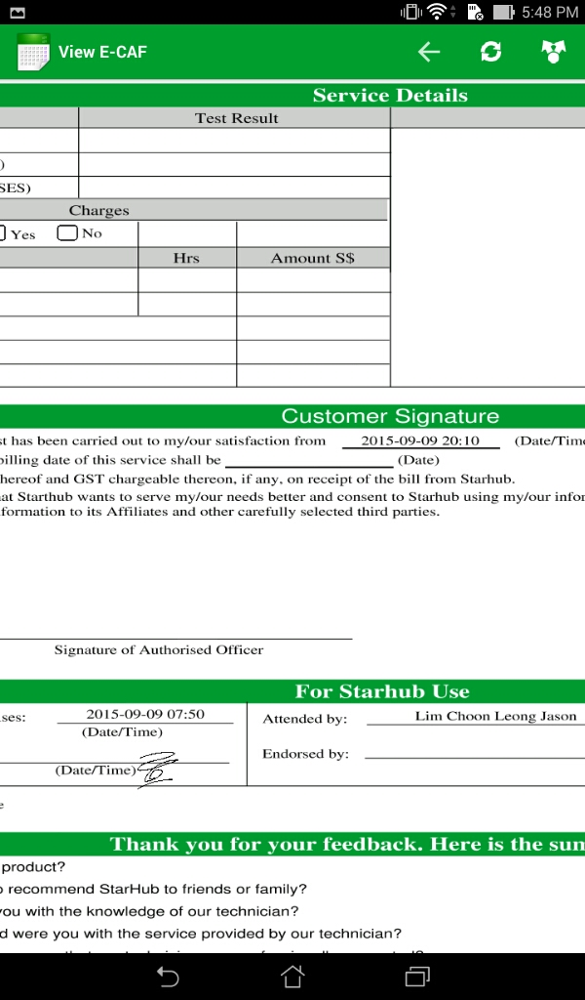 5:48 PM
View E-CAF
Service Details
Test Result
)
SES)
Charges
Yes No
Hrs Amount S$
Customer Signature
st has been carried out to my/our satisfaction from 2015-09-09 20:10 (Date/Time
billing date of this service shall be (Date)
hereof and GST chargeable thereon, if any, on receipt of the bill from Starhub.
at Starthub wants to serve my/our needs better and consent to Starhub using my/our infor
formation to its Affiliates and other carefully selected third parties.
Signature of Authorised Officer
For Starhub Use
ses: 2015-09-09 07:50 Attended by: Lim Choon Leong Jason
(Date/Time)
Endorsed by:
(Date/Time)
e
Thank you for your feedback. Here is the sum
product?
o recommend StarHub to friends or family?
you with the knowledge of our technician?
d were you with the service provided by our technician?